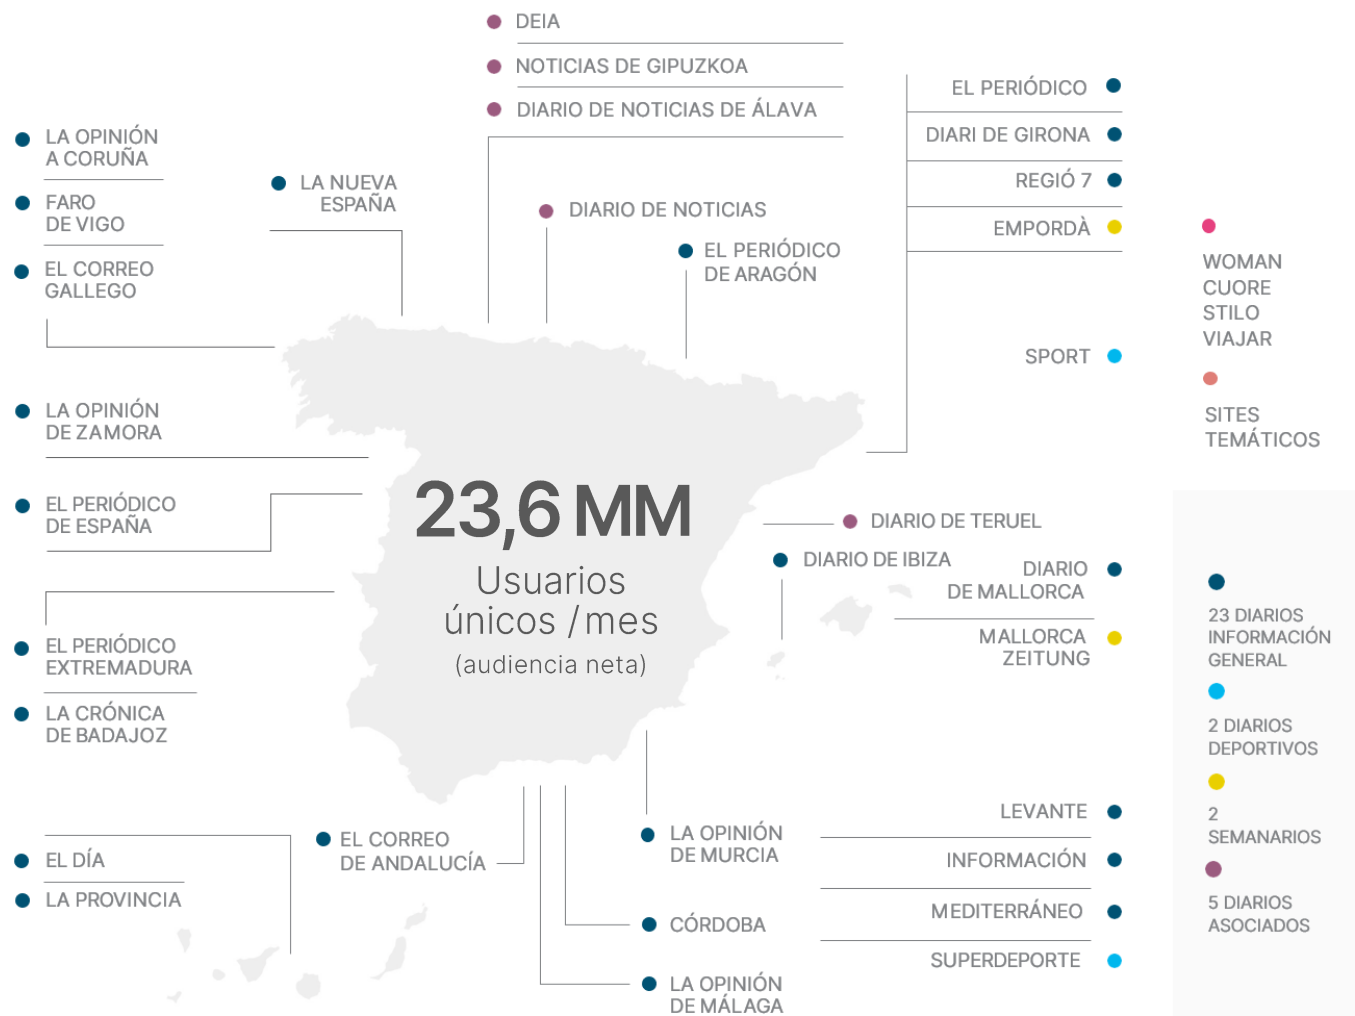 DEIA
NOTICIAS DE GIPUZKOA
DIARIO DE NOTICIAS DE ÁLAVA
LA OPINIÓN
A CORUÑA
FARO
DE VIGO
EL CORREO
GALLEGO
LA NUEVA
ESPAÑA
DIARIO DE NOTICIAS
EL PERIÓDICO
DE ARAGÓN
EL PERIÓDICO
DIARI DE GIRONA
REGIÓ 7
EMPORDÀ
SPORT
WOMAN
CUORE
STILO
VIAJAR
SITES
TEMÁTICOS
LA OPINIÓN
DE ZAMORA
EL PERIÓDICO
DE ESPAÑA
EL PERIÓDICO
EXTREMADURA
LA CRÓNICA
DE BADAJOZ
23,6 MM
Usuarios
únicos / mes
(audiencia neta)
DIARIO DE TERUEL
DIARIO DE IBIZA
DIARIO
DE MALLORCA
MALLORCA
ZEITUNG
23 DIARIOS
INFORMACIÓN
GENERAL
2 DIARIOS
DEPORTIVOS
2
SEMANARIOS
5 DIARIOS
ASOCIADOS
EL DÍA
LA PROVINCIA
EL CORREO
DE ANDALUCÍA
LA OPINIÓN
DE MURCIA
CÓRDOBA
LA OPINIÓN
DE MÁLAGA
LEVANTE
INFORMACIÓN
MEDITERRÁNEO
SUPERDEPORTE